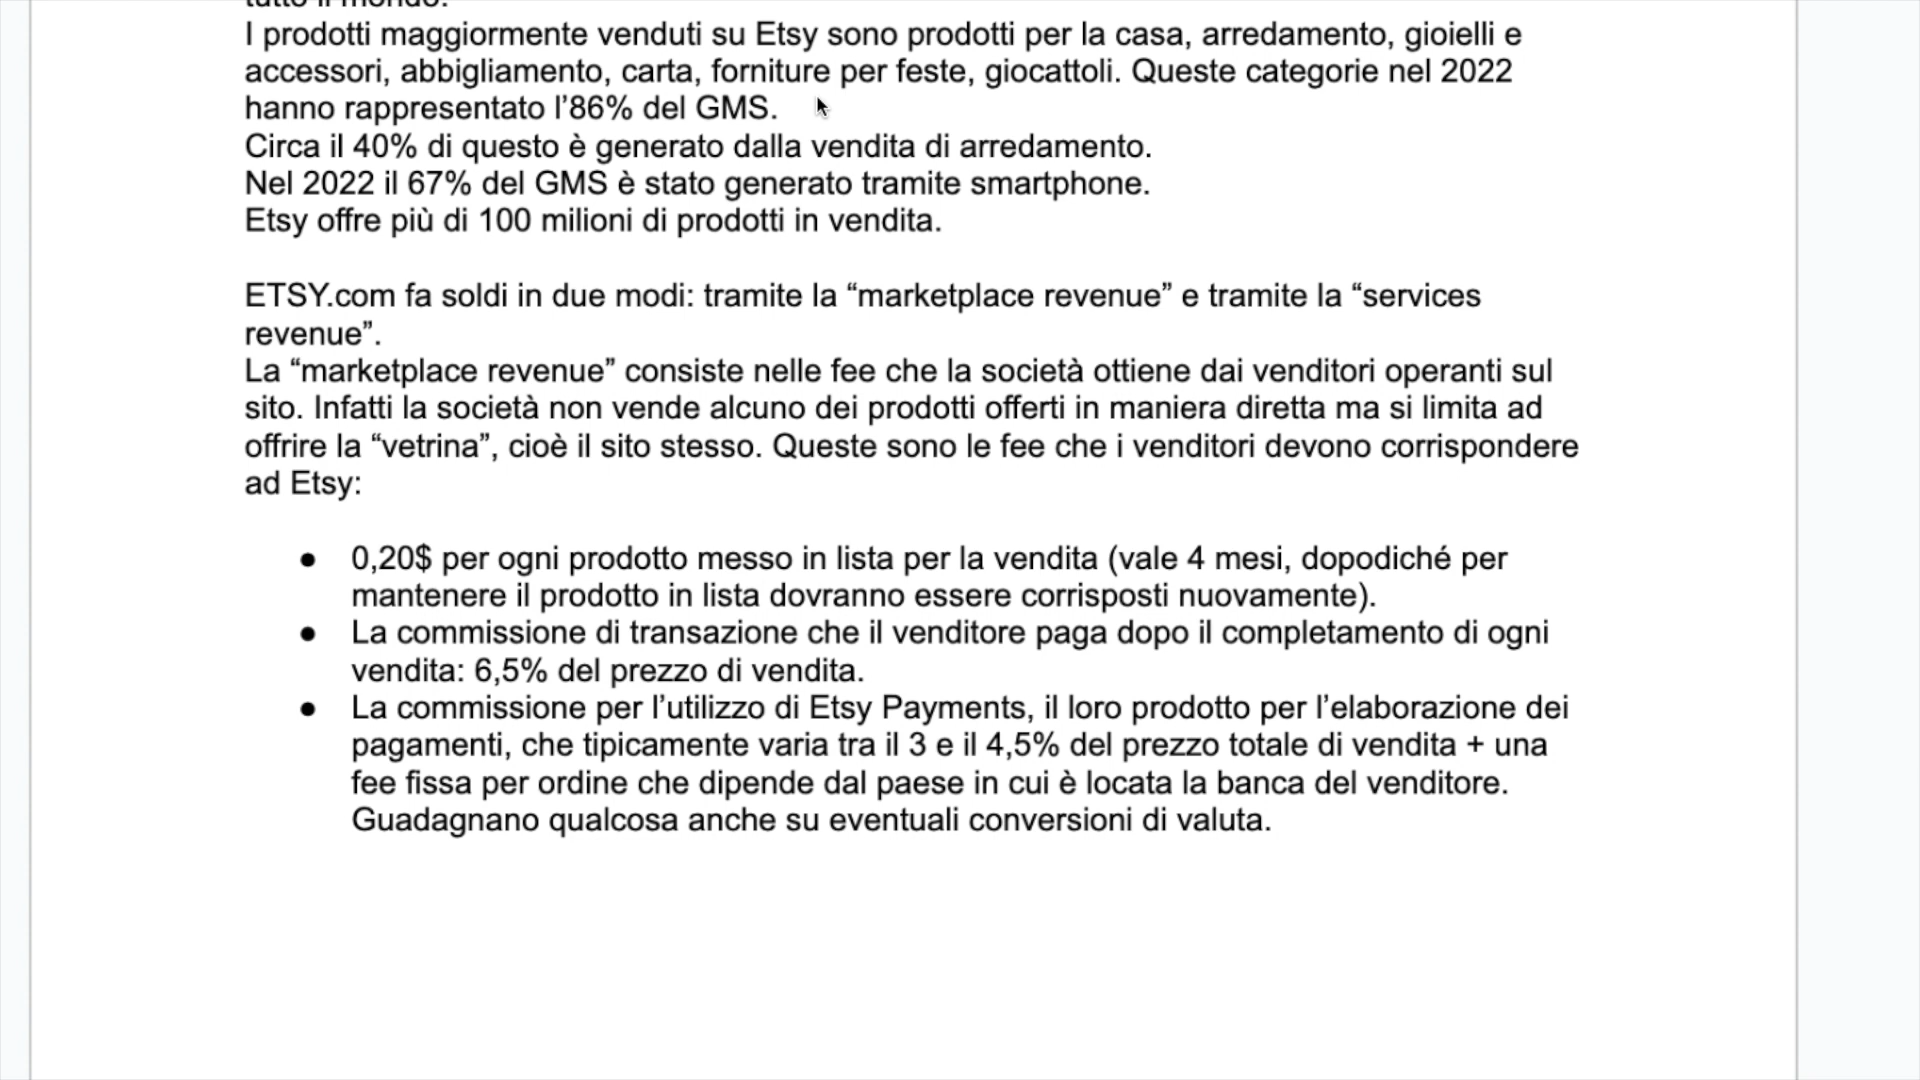 tutto il mondo.
I prodotti maggiormente venduti su Etsy sono prodotti per la casa, arredamento, gioielli e
accessori, abbigliamento, carta, forniture per feste, giocattoli. Queste categorie nel 2022
hanno rappresentato l’86% del GMS.
Circa il 40% di questo è generato dalla vendita di arredamento.
Nel 2022 il 67% del GMS è stato generato tramite smartphone.
Etsy offre più di 100 milioni di prodotti in vendita.
ETSY.com fa soldi in due modi: tramite la “marketplace revenue” e tramite la “services
revenue”.
La “marketplace revenue” consiste nelle fee che la società ottiene dai venditori operanti sul
sito. Infatti la società non vende alcuno dei prodotti offerti in maniera diretta ma si limita ad
offrire la “vetrina”, cioè il sito stesso. Queste sono le fee che i venditori devono corrispondere
ad Etsy:
● 0,20$ per ogni prodotto messo in lista per la vendita (vale 4 mesi, dopodiché per
mantenere il prodotto in lista dovranno essere corrisposti nuovamente).
● La commissione di transazione che il venditore paga dopo il completamento di ogni
vendita: 6,5% del prezzo di vendita.
● La commissione per l’utilizzo di Etsy Payments, il loro prodotto per l’elaborazione dei
pagamenti, che tipicamente varia tra il 3 e il 4,5% del prezzo totale di vendita + una
fee fissa per ordine che dipende dal paese in cui è locata la banca del venditore.
Guadagnano qualcosa anche su eventuali conversioni di valuta.